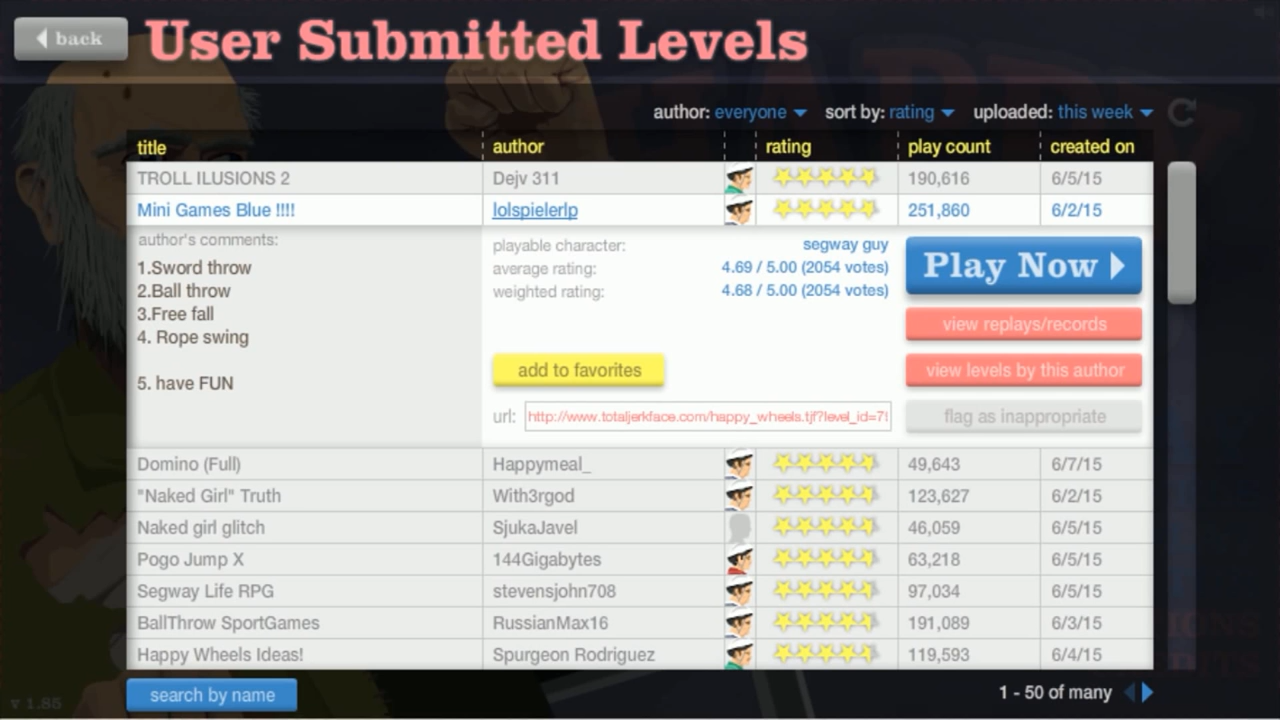 back
User Submitted Levels
author: everyone sort by: rating uploaded: this week
title author rating play count created on
TROLL ILUSIONS 2 Dejv 311 190,616 6/5/15
Mini Games Blue !!!! lolspielerlp 251,860 6/2/15
author's comments:
1.Sword throw
2.Ball throw
3.Free fall
4. Rope swing
5. have FUN
playable character: segway guy
average rating: 4.69 / 5.00 (2054 votes)
weighted rating: 4.68 / 5.00 (2054 votes)
add to favorites
url: http://www.totaljerkface.com/happy_wheels.tjf?level_id=7
Play Now
view replays/records
view levels by this author
flag as inappropriate
Domino (Full) Happymeal_ 49,643 6/7/15
"Naked Girl" Truth With3rgod 123,627 6/2/15
Naked girl glitch SjukaJavel 46,059 6/5/15
Pogo Jump X 144Gigabytes 63,218 6/5/15
Segway Life RPG stevensjohn708 97,034 6/5/15
BallThrow SportGames RussianMax16 191,089 6/3/15
Happy Wheels Ideas! Spurgeon Rodriguez 119,593 6/4/15
search by name
1 - 50 of many
v 1.85